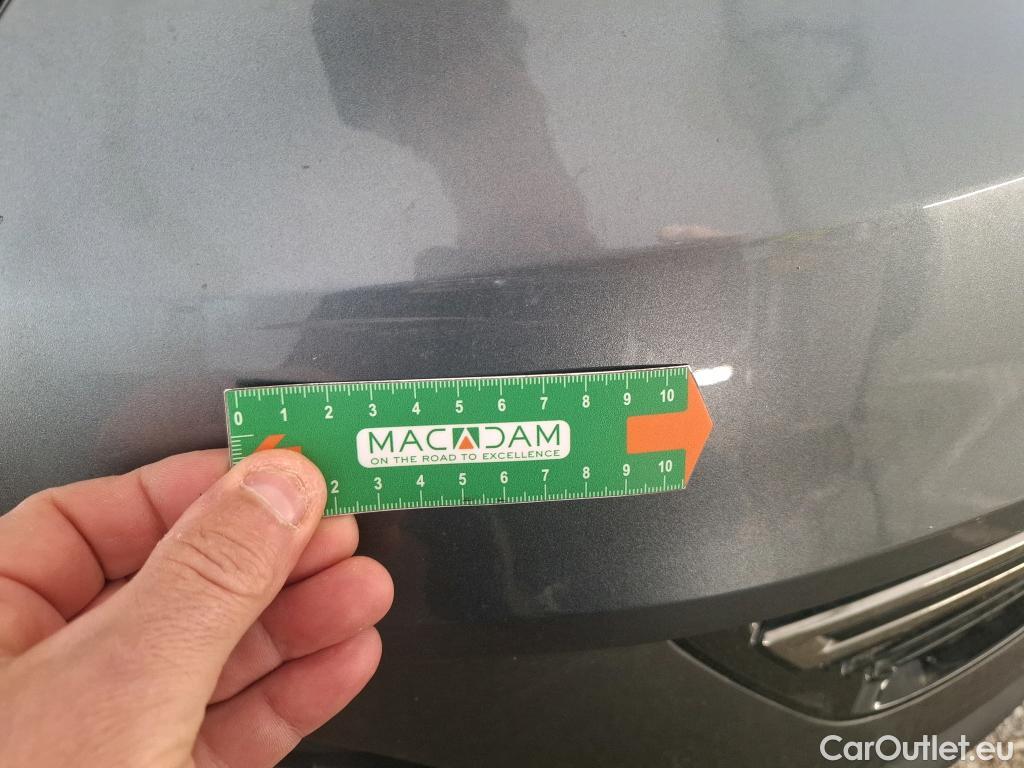 0 1 2 3 4 5 6 7 8 9 10
MACADAM
ON THE ROAD TO EXCELLENCE
2 3 4 5 6 7 8 9 10
CarOutlet.eu